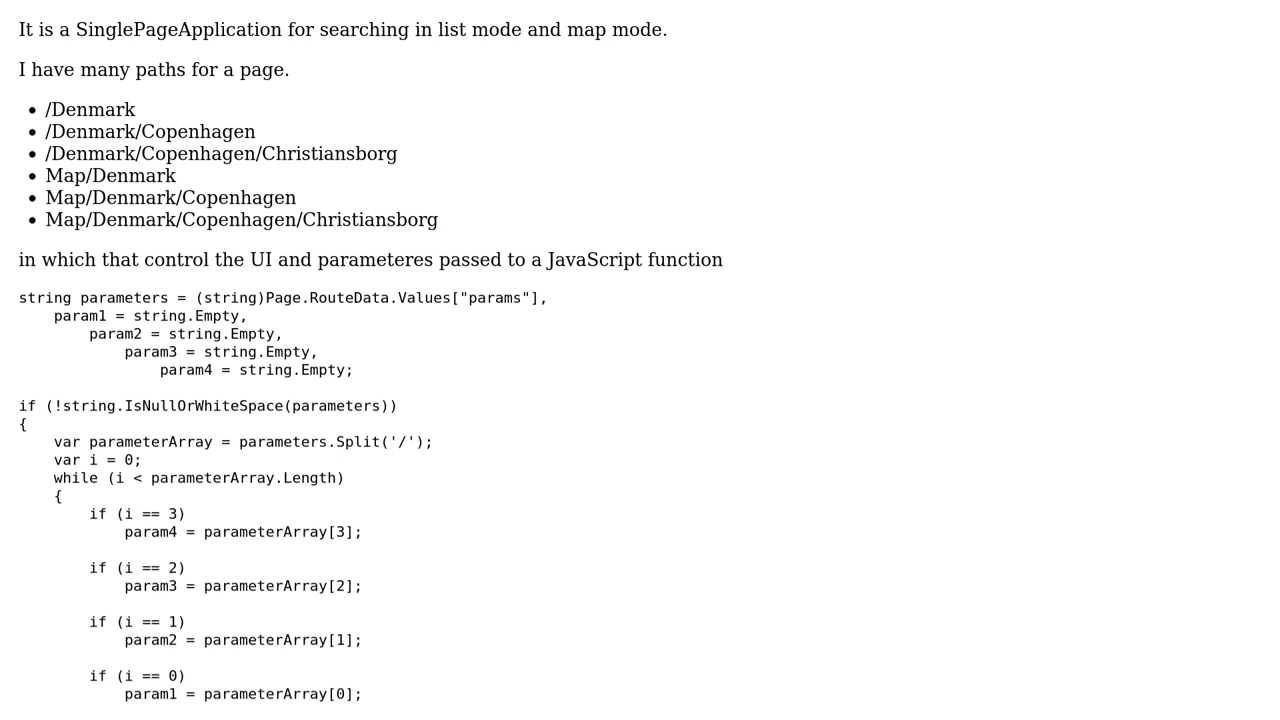 It is a SinglePageApplication for searching in list mode and map mode.
I have many paths for a page.
• /Denmark
• /Denmark/Copenhagen
• /Denmark/Copenhagen/Christiansborg
• Map/Denmark
• Map/Denmark/Copenhagen
• Map/Denmark/Copenhagen/Christiansborg
in which that control the UI and parameteres passed to a JavaScript function
string parameters = (string)Page.RouteData.Values["params"],
    param1 = string.Empty,
        param2 = string.Empty,
            param3 = string.Empty,
                param4 = string.Empty;
if (!string.IsNullOrWhiteSpace(parameters))
{
    var parameterArray = parameters.Split('/');
    var i = 0;
    while (i < parameterArray.Length)
    {
        if (i == 3)
            param4 = parameterArray[3];
        if (i == 2)
            param3 = parameterArray[2];
        if (i == 1)
            param2 = parameterArray[1];
        if (i == 0)
            param1 = parameterArray[0];